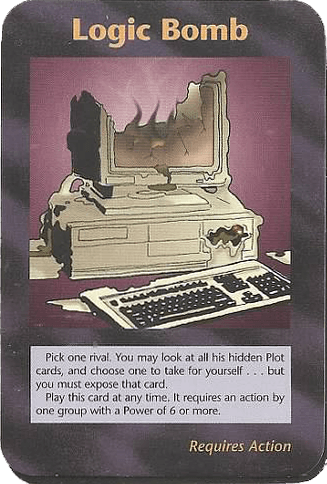 Logic Bomb
Pick one rival. You may look at all his hidden Plot
cards, and choose one to take for yourself . . . but
you must expose that card.
Play this card at any time. It requires an action by
one group with a Power of 6 or more.
Requires Action